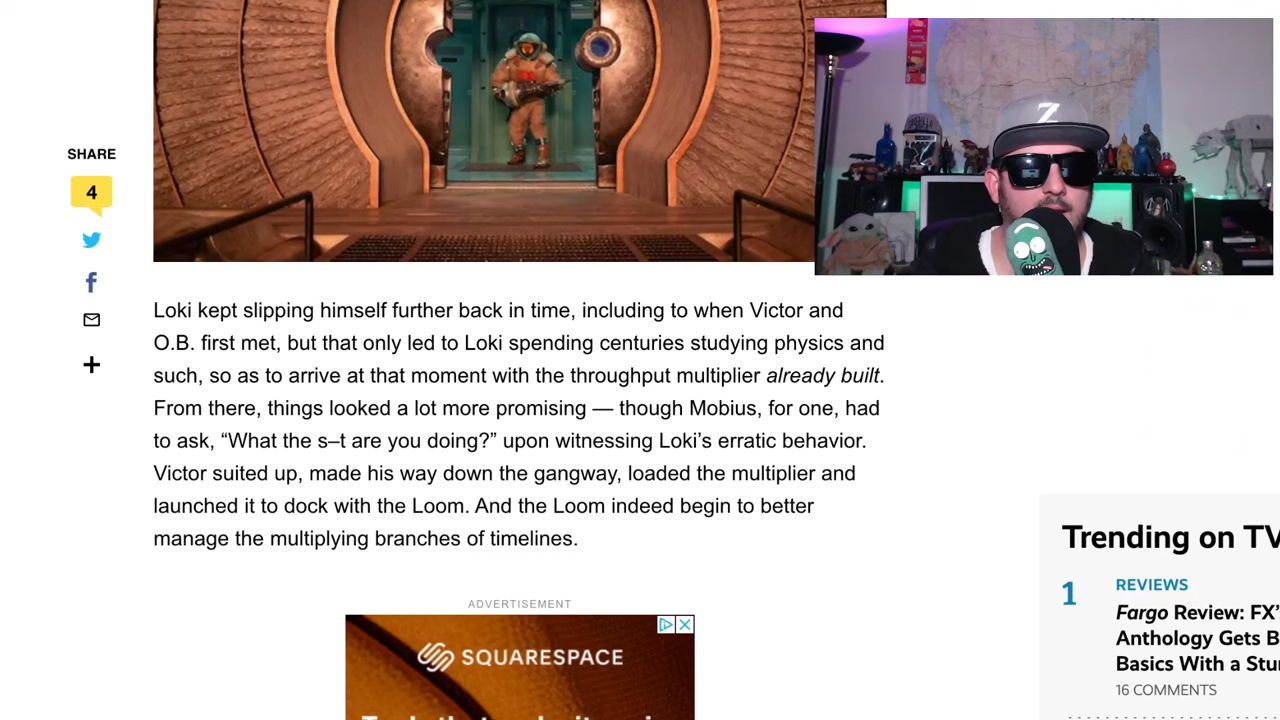 SHARE
4
Z
Loki kept slipping himself further back in time, including to when Victor and
O.B. first met, but that only led to Loki spending centuries studying physics and
such, so as to arrive at that moment with the throughput multiplier already built.
From there, things looked a lot more promising — though Mobius, for one, had
to ask, “What the s–t are you doing?” upon witnessing Loki’s erratic behavior.
Victor suited up, made his way down the gangway, loaded the multiplier and
launched it to dock with the Loom. And the Loom indeed begin to better
manage the multiplying branches of timelines.
ADVERTISEMENT
SQUARESPACE
Trending on TV
1
REVIEWS
Fargo Review: FX’
Anthology Gets B
Basics With a Stu
16 COMMENTS